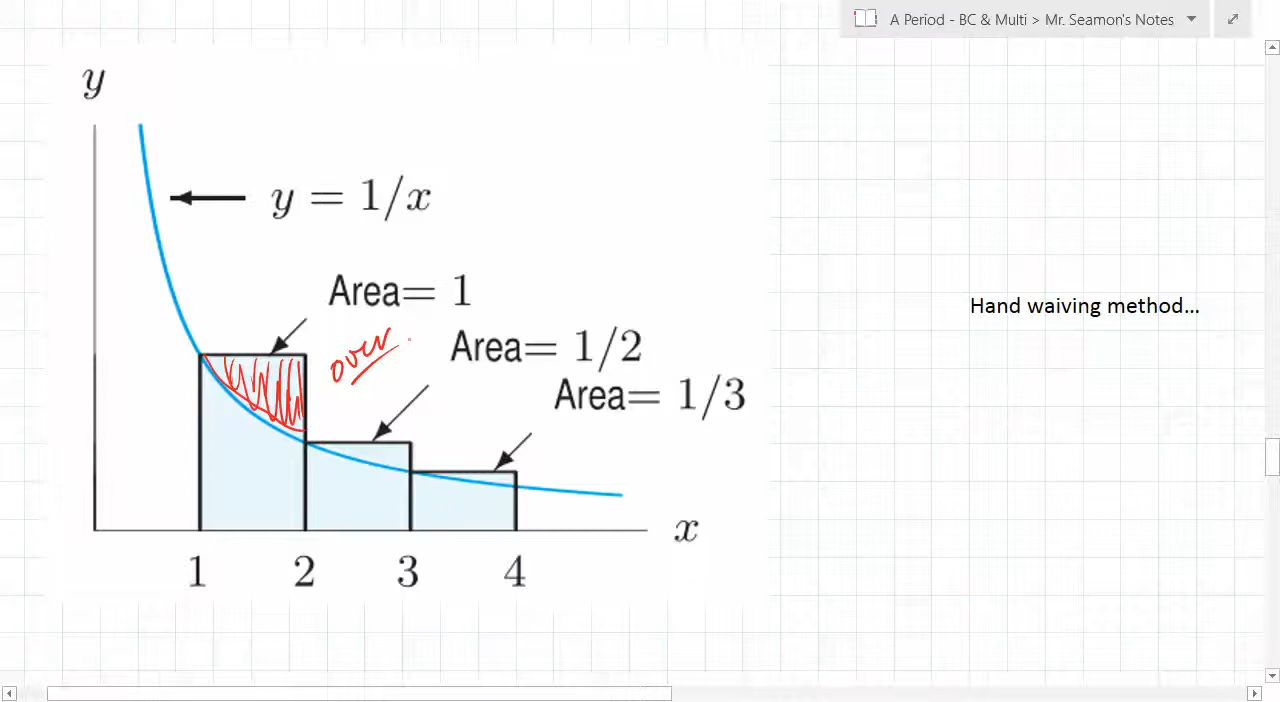 A Period - BC & Multi > Mr. Seamon's Notes
y
y = 1/x
Area= 1
over
Area= 1/2
Area= 1/3
Hand waiving method...
x
1 2 3 4